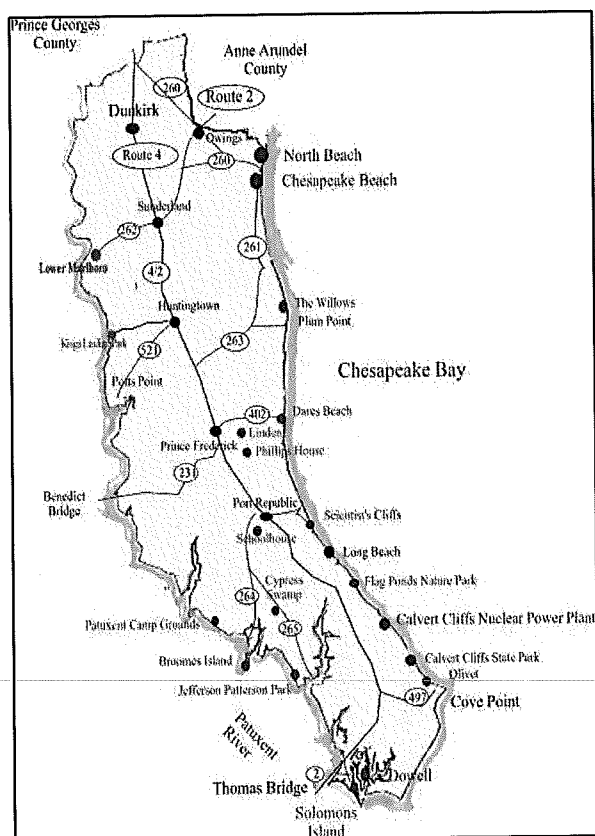 Prince Georges
County
Anne Arundel
County
260
Route 2
Dunkirk
Owings
Route 4
260
North Beach
Chesapeake Beach
Sunderland
262
Lower Marlboro
261
4/2
Huntingtown
The Willows
Plum Point
Kings Landing Park
521
263
Potts Point
Chesapeake Bay
402
Dares Beach
Prince Frederick
Linden
Phillips House
231
Benedict
Bridge
Port Republic
Scientist's Cliffs
Schoolhouse
Long Beach
Cypress
Swamp
Flag Ponds Nature Park
264
Patuxent Camp Grounds
265
Calvert Cliffs Nuclear Power Plant
Broomes Island
Calvert Cliffs State Park
Olivet
Jefferson Patterson Park
497
Cove Point
Patuxent
River
2
Dowell
Thomas Bridge
Solomons
Island